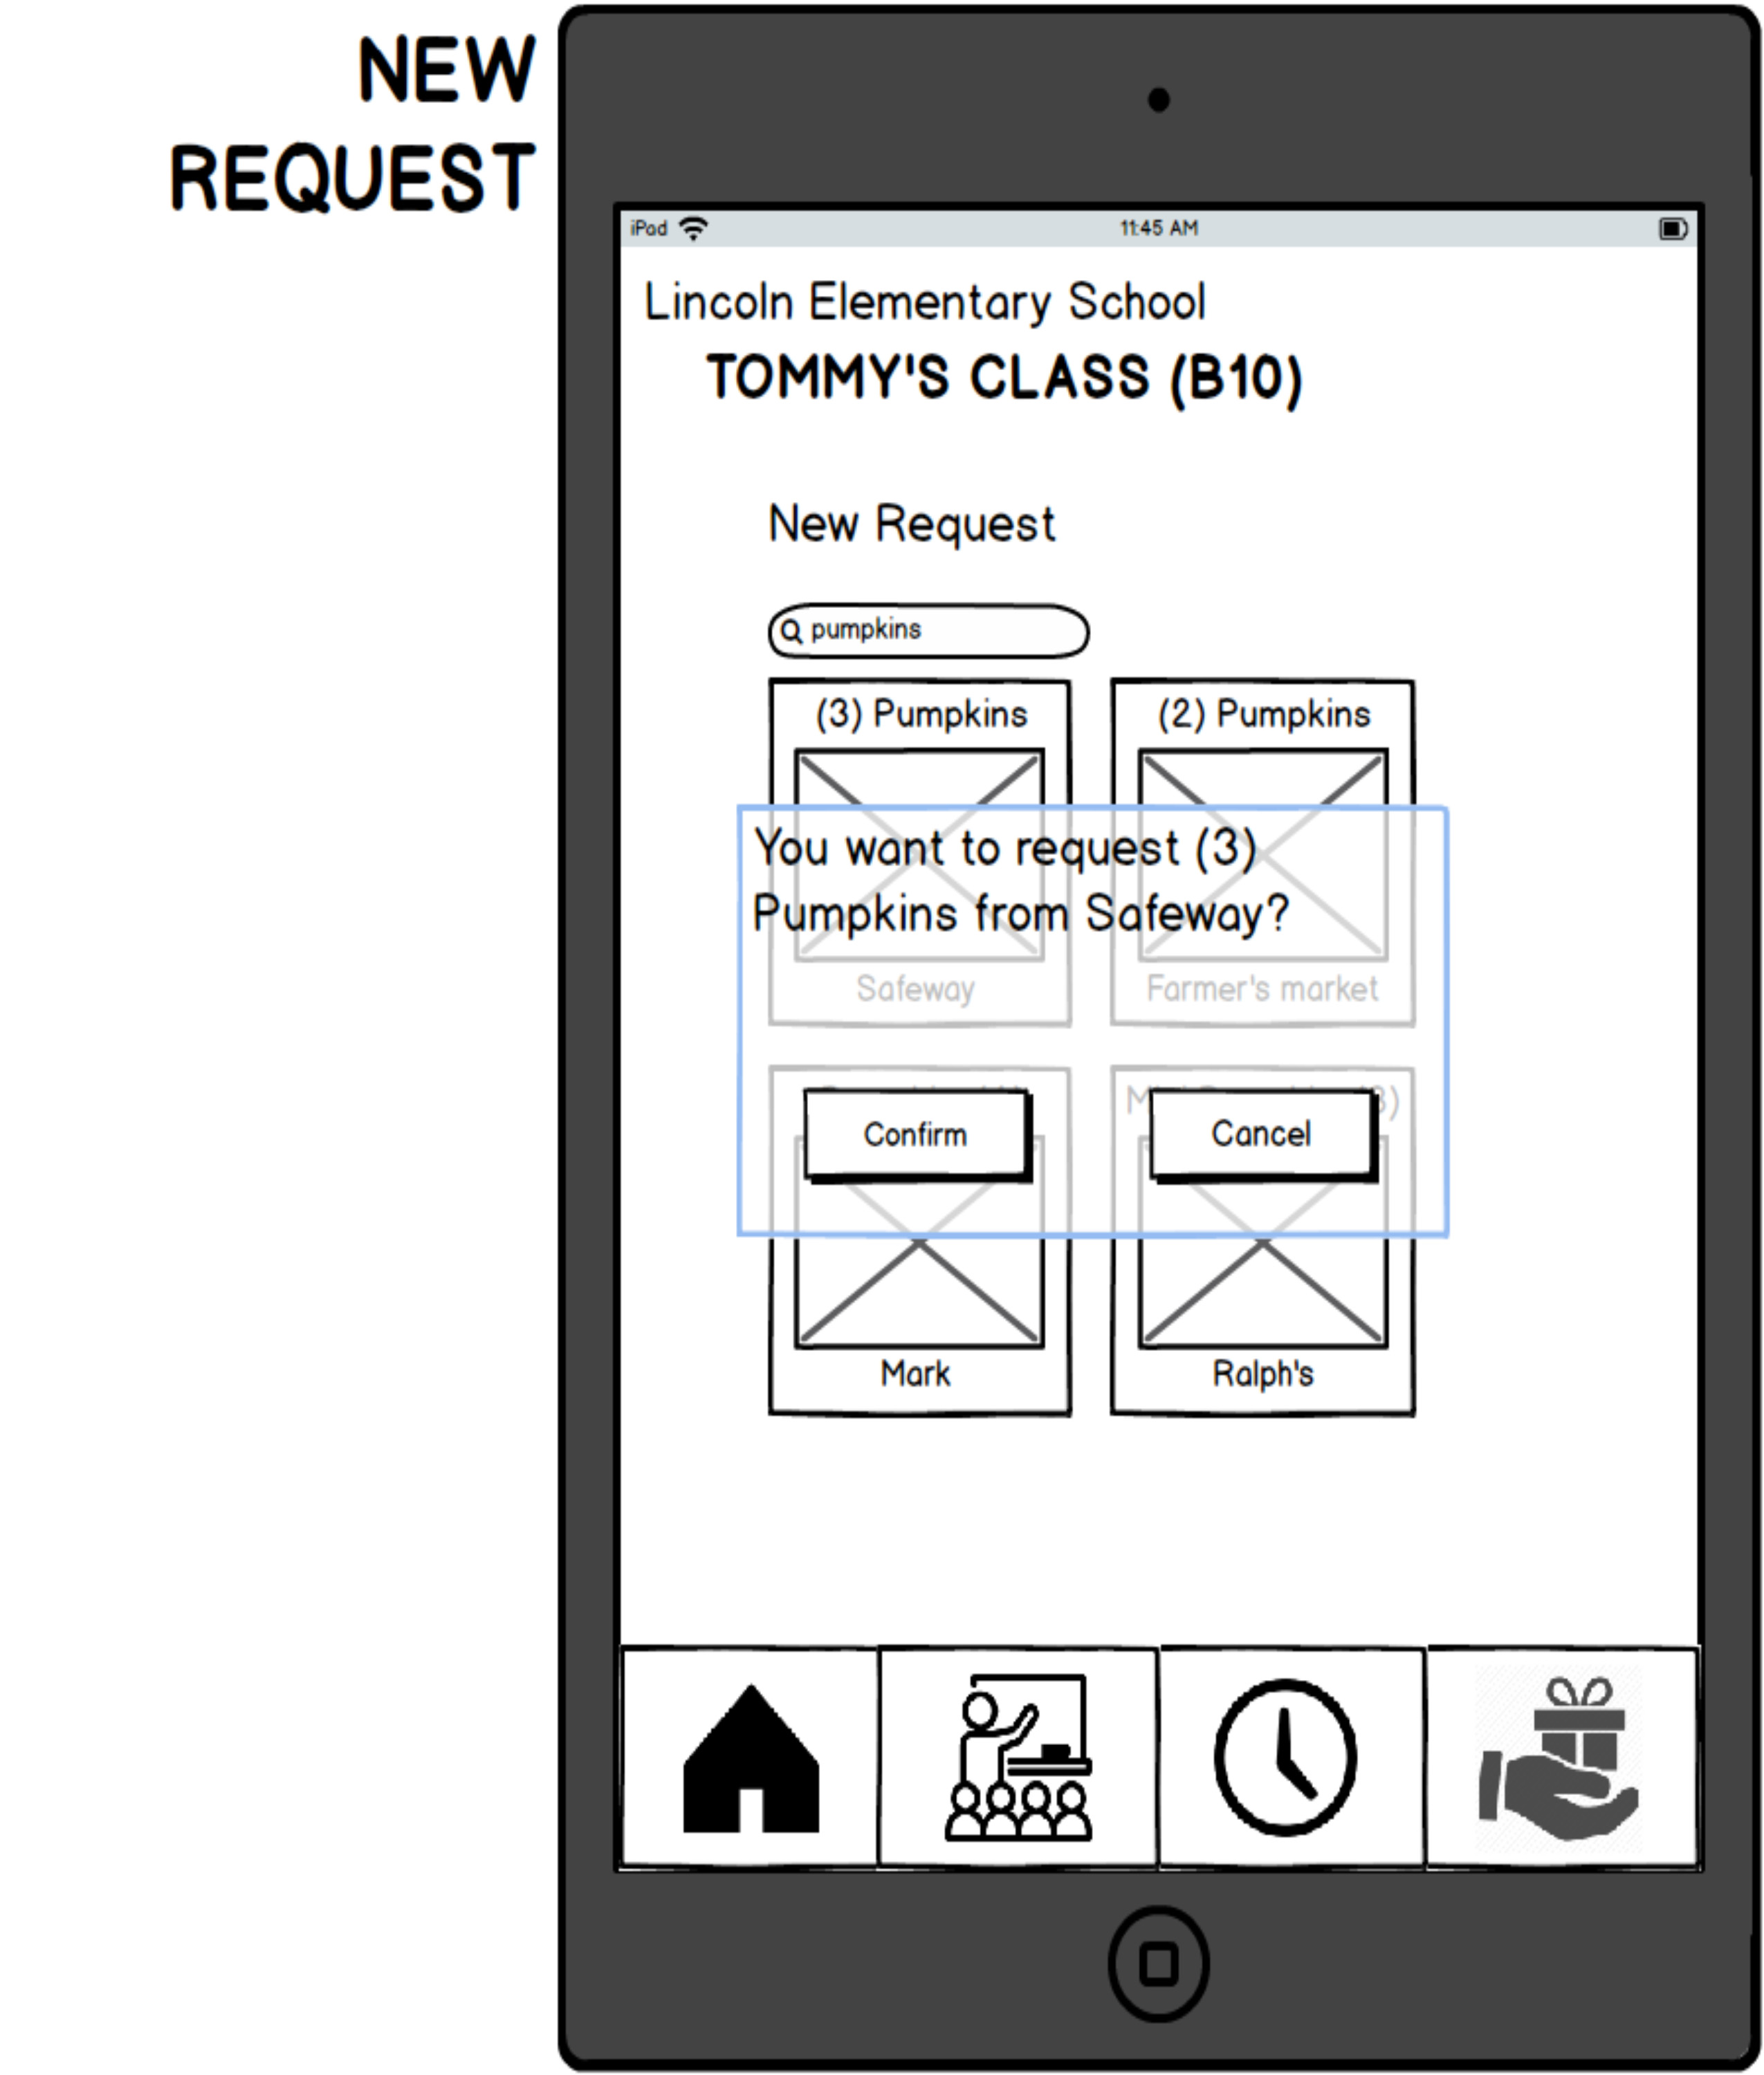 NEW
REQUEST
iPad
11:45 AM
Lincoln Elementary School
TOMMY'S CLASS (B10)
New Request
pumpkins
(3) Pumpkins
(2) Pumpkins
You want to request (3)
Pumpkins from Safeway?
Safeway
Farmer's market
Confirm
Cancel
Mark
Ralph's